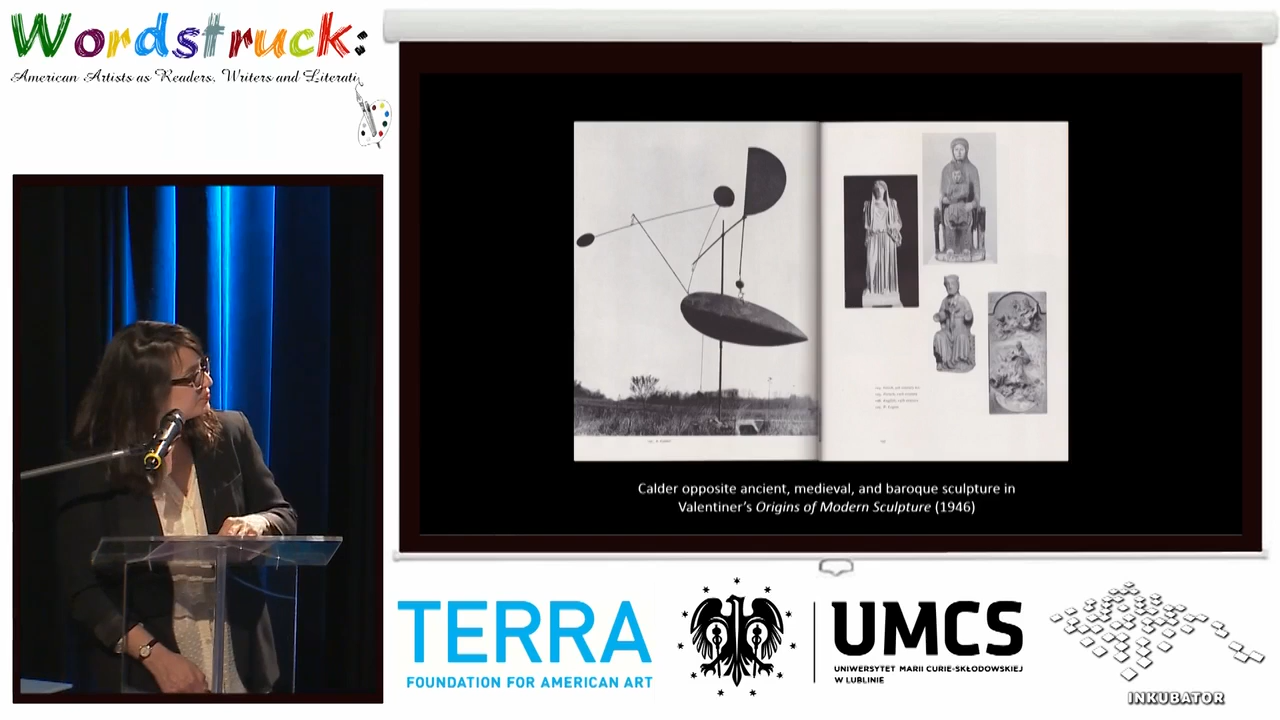 Wordstruck:
American Artists as Readers, Writers and Literati
Calder opposite ancient, medieval, and baroque sculpture in
Valentiner's Origins of Modern Sculpture (1946)
TERRA
FOUNDATION FOR AMERICAN ART
UMCS
UNIWERSYTET MARII CURIE-SKŁODOWSKIEJ
W LUBLINIE
INKUBATOR